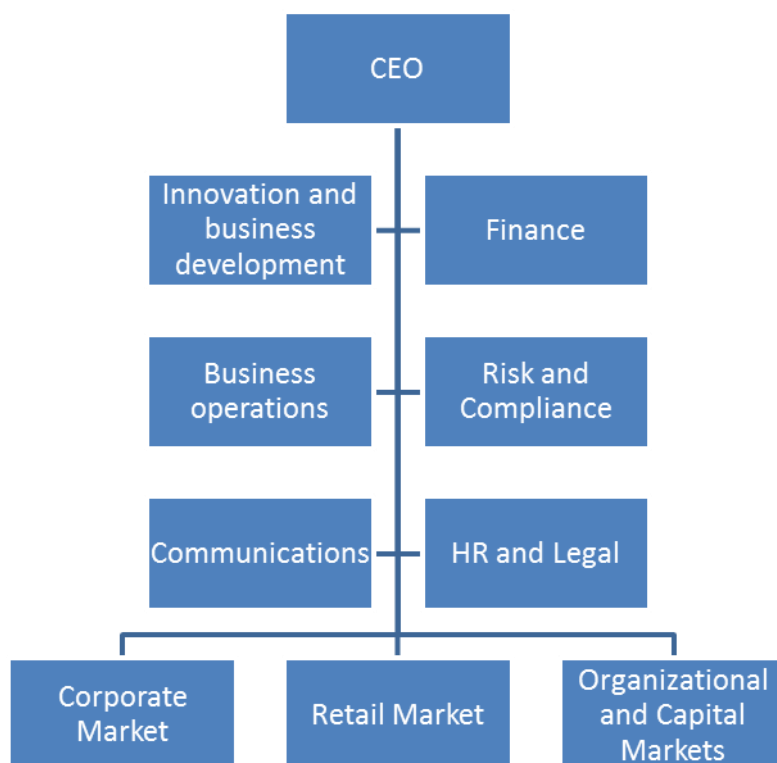 CEO
Innovation and
business
development
Finance
Business
operations
Risk and
Compliance
Communications
HR and Legal
Corporate
Market
Retail Market
Organizational
and Capital
Markets